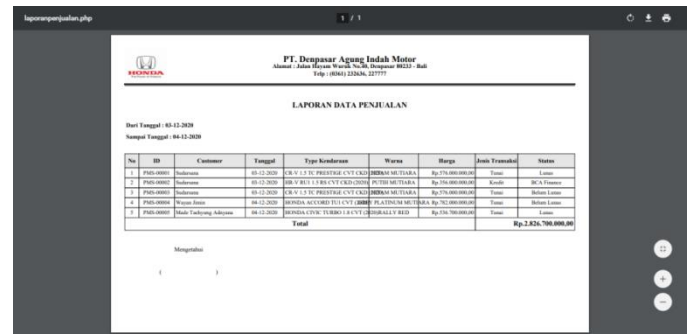 laporanpenjualan.php
1 / 1
HONDA
PT. Denpasar Agung Indah Motor
Alamat : Jalan Hayam Wuruk No.60, Denpasar 80233 - Bali
Telp : (0361) 232636, 227777
LAPORAN DATA PENJUALAN
Dari Tanggal : 03-12-2020
Sampai Tanggal : 04-12-2020
No ID Customer Tanggal Type Kendaraan Warna Harga Jenis Transaksi Status
1 PMS-00001 Sudarsana 03-12-2020 CR-V 1.5 TC PRESTIGE CVT CKD MUTIARA Rp.576.000.000,00 Tunai Lunas
2 PMS-00002 Sudarsana 03-12-2020 HR-V RU1 1.5 RS CVT CKD (2020) PUTIH MUTIARA Rp.356.000.000,00 Kredit BCA Finance
3 PMS-00003 Sudarsana 03-12-2020 CR-V 1.5 TC PRESTIGE CVT CKD MUTIARA Rp.576.000.000,00 Tunai Belum Lunas
4 PMS-00004 Wayan 04-12-2020 HONDA ACCORD CVT PLATINUM MUTIARA Rp.782.000.000,00 Tunai Belum Lunas
5 PMS-00005 Made Adnyana 04-12-2020 HONDA CIVIC TURBO 1.8 CVT RALLY RED Rp.536.700.000,00 Tunai Lunas
Total Rp.2.826.700.000,00
Mengetahui
( )